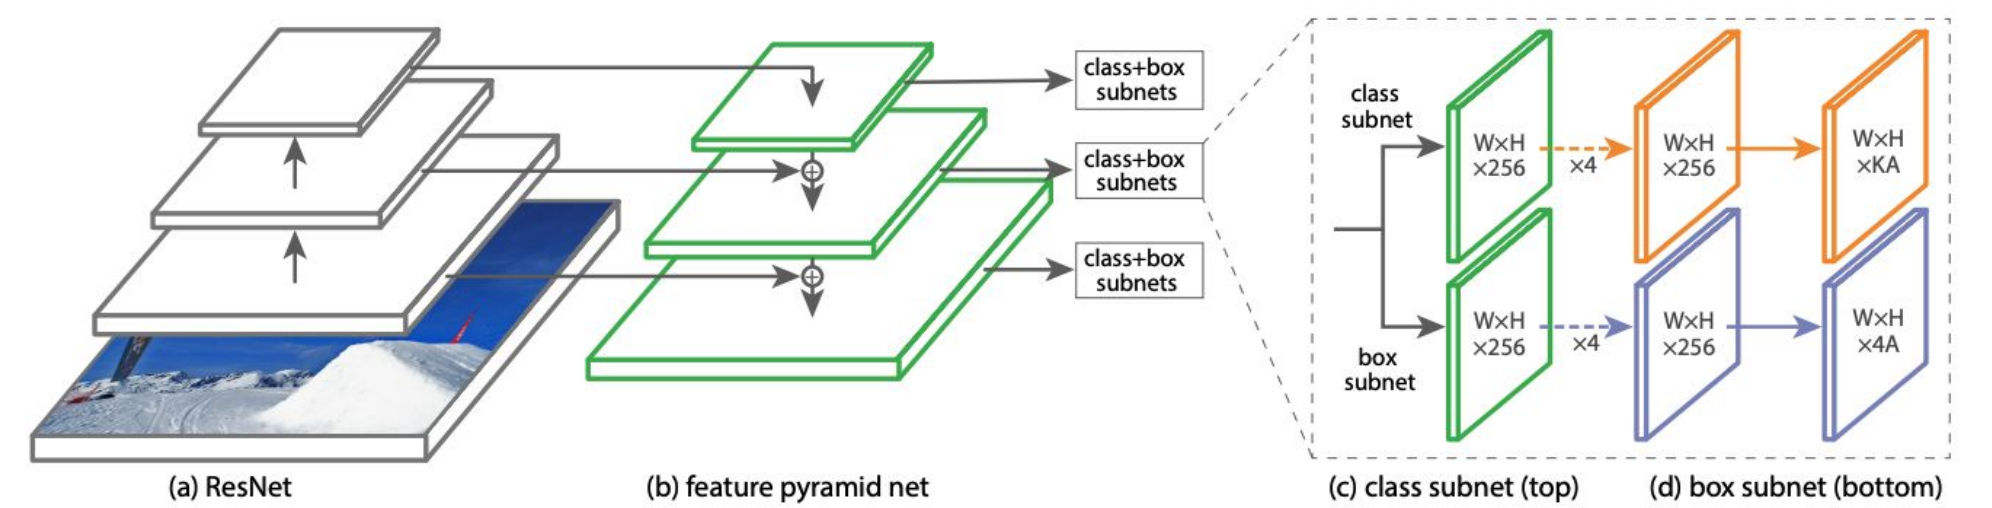 class+box
subnets
class+box
subnets
class+box
subnets
class
subnet
W×H
×256
×4
W×H
×256
W×H
×KA
box
subnet
W×H
×256
×4
W×H
×256
W×H
×4A
(a) ResNet
(b) feature pyramid net
(c) class subnet (top)
(d) box subnet (bottom)